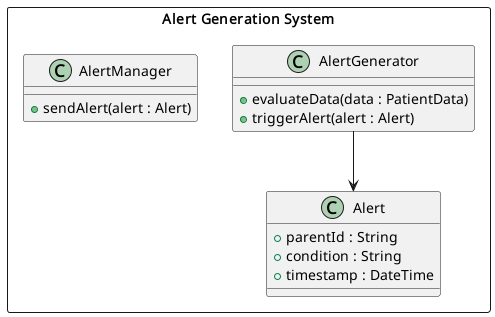 Alert Generation System
C AlertManager
sendAlert(alert : Alert)
C AlertGenerator
evaluateData(data : PatientData)
triggerAlert(alert : Alert)
C Alert
parentId : String
condition : String
timestamp : DateTime